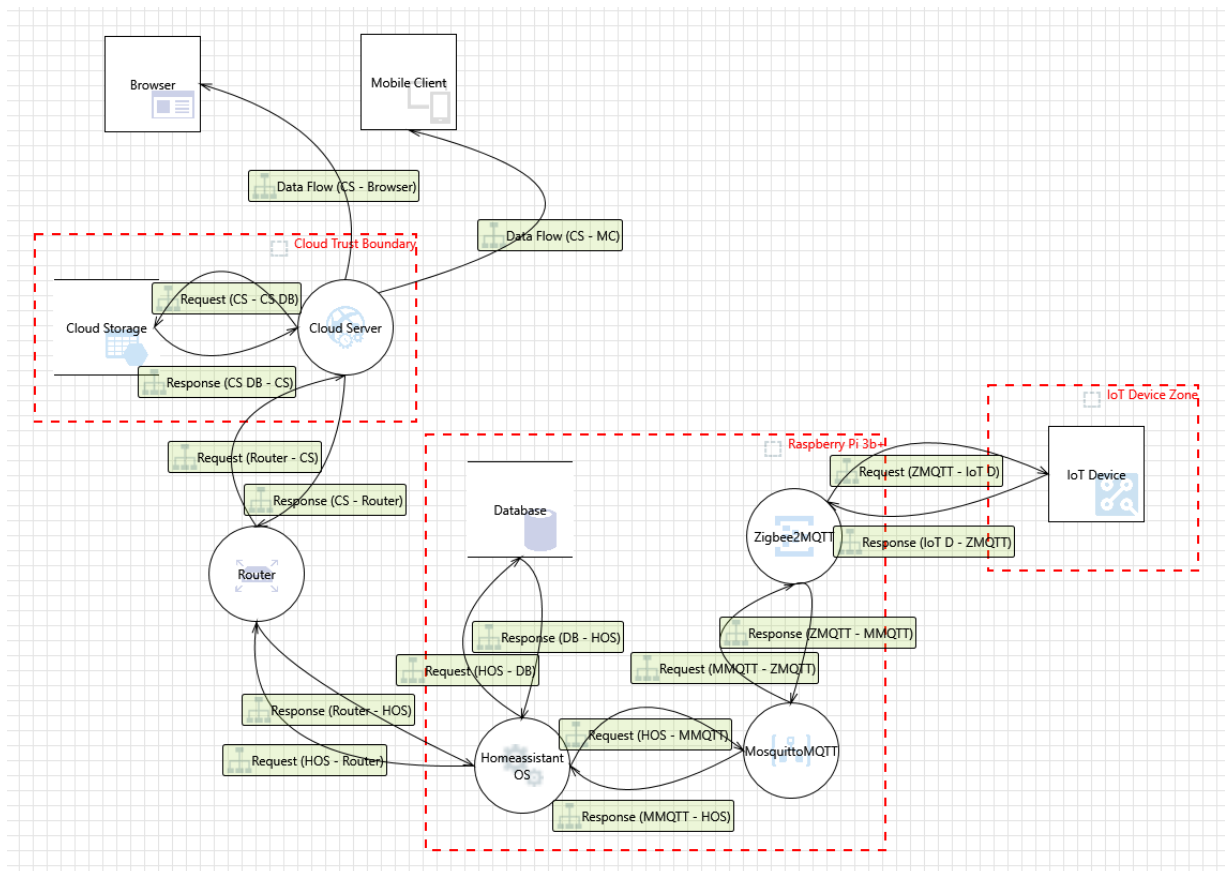 Browser
Mobile Client
Data Flow (CS - Browser)
Data Flow (CS - MC)
Cloud Trust Boundary
Request (CS - CS DB)
Cloud Storage
Cloud Server
Response (CS DB - CS)
IoT Device Zone
Raspberry Pi 3b+
Request (Router - CS)
Request (ZMQTT - IoT D)
IoT Device
Response (CS - Router)
Database
Zigbee2MQTT
Response (IoT D - ZMQTT)
Router
Response (DB - HOS)
Response (ZMQTT - MMQTT)
Request (HOS - DB)
Request (MMQTT - ZMQTT)
Response (Router - HOS)
Request (HOS - MMQTT)
Request (HOS - Router)
Homeassistant
OS
MosquittoMQTT
Response (MMQTT - HOS)